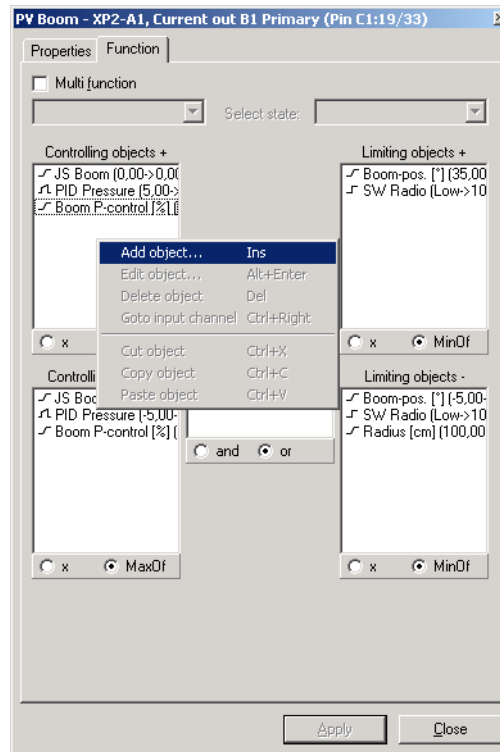 PV Boom - XP2-A1, Current out B1 Primary (Pin C1:19/33)
Properties Function
Multi function
Select state:
Controlling objects + Limiting objects +
JS Boom (0,00->0,0(
PID Pressure (5,00->
Boom P-control [%] (
Boom-pos. [°] (35,00
SW Radio (Low->10
Add object... Ins
Edit object... Alt+Enter
Delete object Del
Goto input channel Ctrl+Right
Cut object Ctrl+X
Copy object Ctrl+C
Paste object Ctrl+V
x
x MinOf
Controlli
Limiting objects -
JS Boo
PID Pressure (-5,00-
Boom P-control [%] (
Boom-pos. [°] (-5,00-
SW Radio (Low->10
Radius [cm] (100,00
and or
x MaxOf
x MinOf
Apply Close